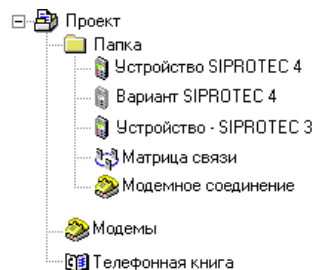 Проект
Папка
Устройство SIPROTEC 4
Вариант SIPROTEC 4
Устройство - SIPROTEC 3
Матрица связи
Модемное соединение
Модемы
Телефонная книга